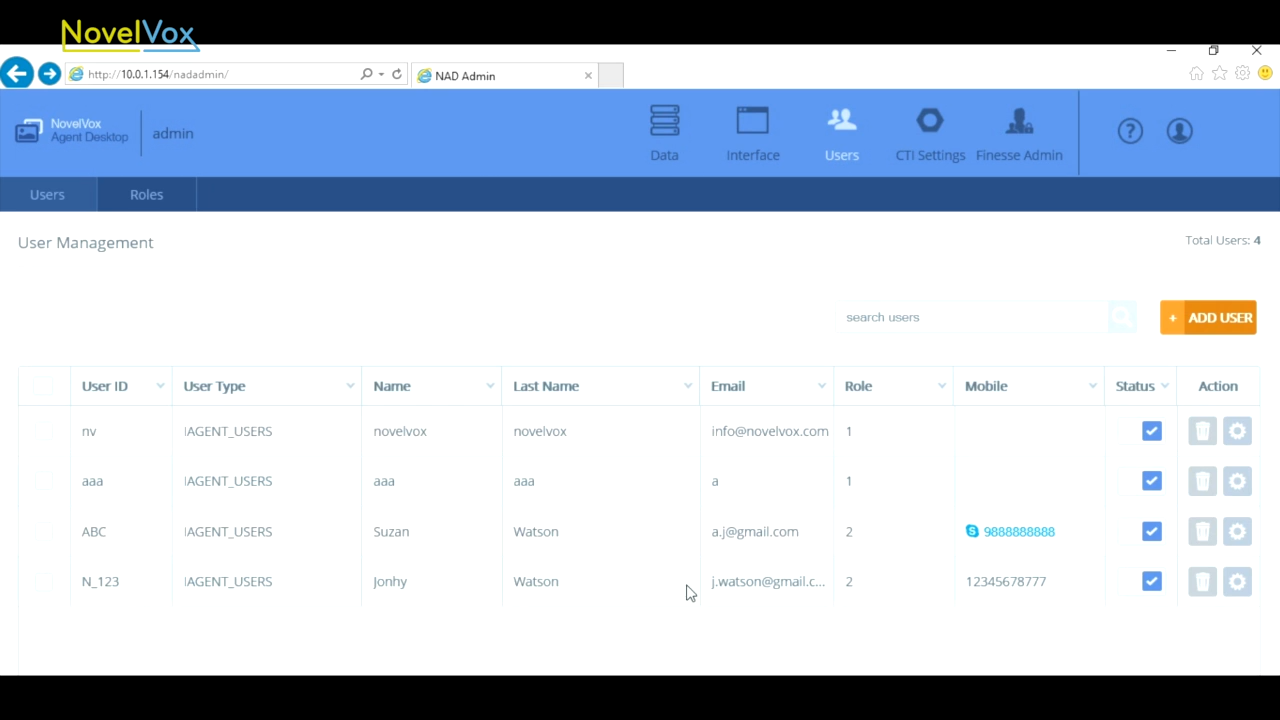 NovelVox
http://10.0.1.154/nadadmin/
NAD Admin
NovelVox
Agent Desktop
admin
Data
Interface
Users
CTI Settings
Finesse Admin
?
Users
Roles
User Management
Total Users: 4
search users
+ ADD USER
User ID User Type Name Last Name Email Role Mobile Status Action
nv IAGENT_USERS novelvox novelvox info@novelvox.com 1
aaa IAGENT_USERS aaa aaa a 1
ABC IAGENT_USERS Suzan Watson a.j@gmail.com 2 9888888888
N_123 IAGENT_USERS Jonhy Watson j.watson@gmail.c... 2 12345678777